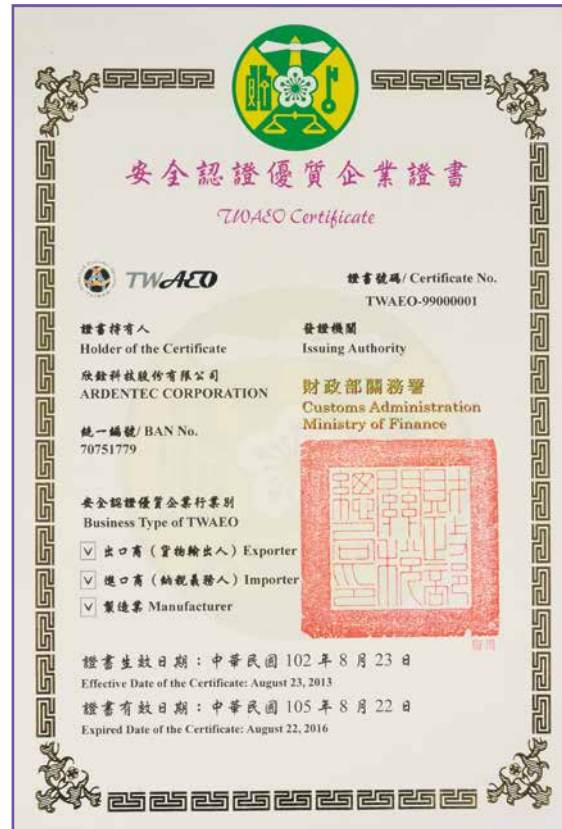 安全認證優質企業證書
TWAEO Certificate
TWAEO
證書號碼/ Certificate No.
TWAEO-99000001
證書持有人
Holder of the Certificate
發證機關
Issuing Authority
欣銓科技股份有限公司
ARDENTEC CORPORATION
財政部關務署
Customs Administration
Ministry of Finance
統一編號/ BAN No.
70751779
安全認證優質企業行業別
Business Type of TWAEO
V 出口商（貨物輸出人）Exporter
V 進口商（納稅義務人）Importer
V 製造業 Manufacturer
證書生效日期：中華民國 102 年 8 月 23 日
Effective Date of the Certificate: August 23, 2013
證書有效日期：中華民國 105 年 8 月 22 日
Expired Date of the Certificate: August 22, 2016